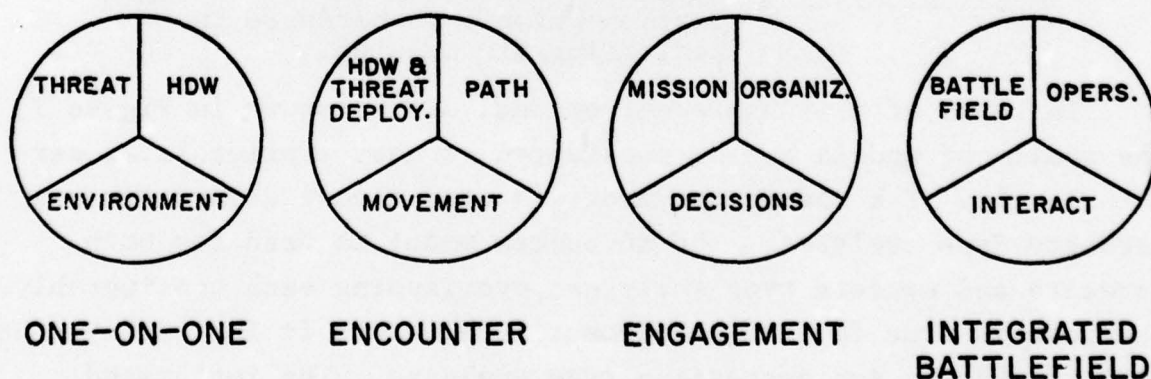 THREAT
HDW
ENVIRONMENT
HDW &
THREAT
DEPLOY.
PATH
MOVEMENT
MISSION
ORGANIZ.
DECISIONS
BATTLE
FIELD
OPERS.
INTERACT
ONE-ON-ONE
ENCOUNTER
ENGAGEMENT
INTEGRATED
BATTLEFIELD